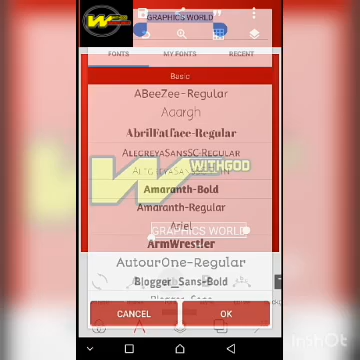 GRAPHICS WORLD
FONTS MY FONTS RECENT
Basic
ABeeZee-Regular
Aaargh
AbrilFatface-Regular
AlegreyaSansSC-Regular
WITHGOD
Amaranth-Bold
Amaranth-Regular
Ariel
GRAPHICS WORLD
ArmWrestler
AutourOne-Regular
Blogger_Sans-Bold
Blogger_Sans
CANCEL OK